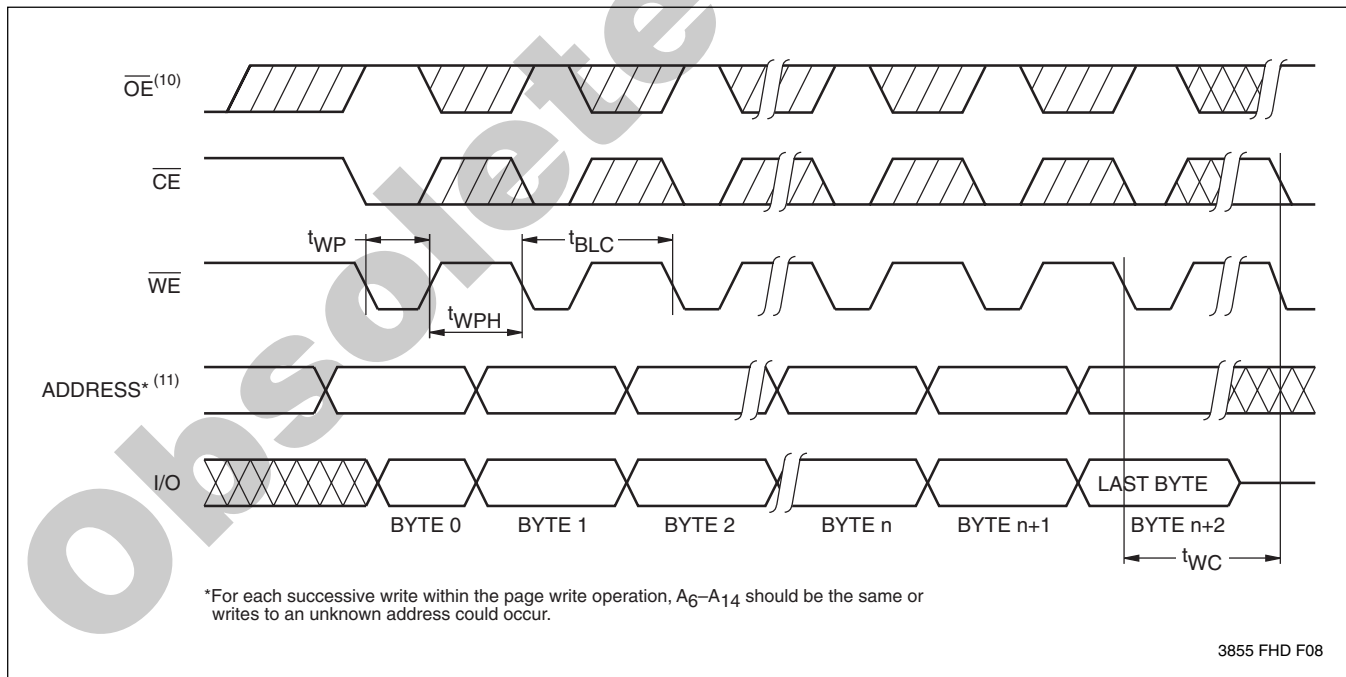 Obsolete
OE (10)
CE
tWP
tBLC
WE
tWPH
ADDRESS* (11)
I/O
LAST BYTE
BYTE 0 BYTE 1 BYTE 2 BYTE n BYTE n+1 BYTE n+2
tWC
*For each successive write within the page write operation, A6–A14 should be the same or
writes to an unknown address could occur.
3855 FHD F08